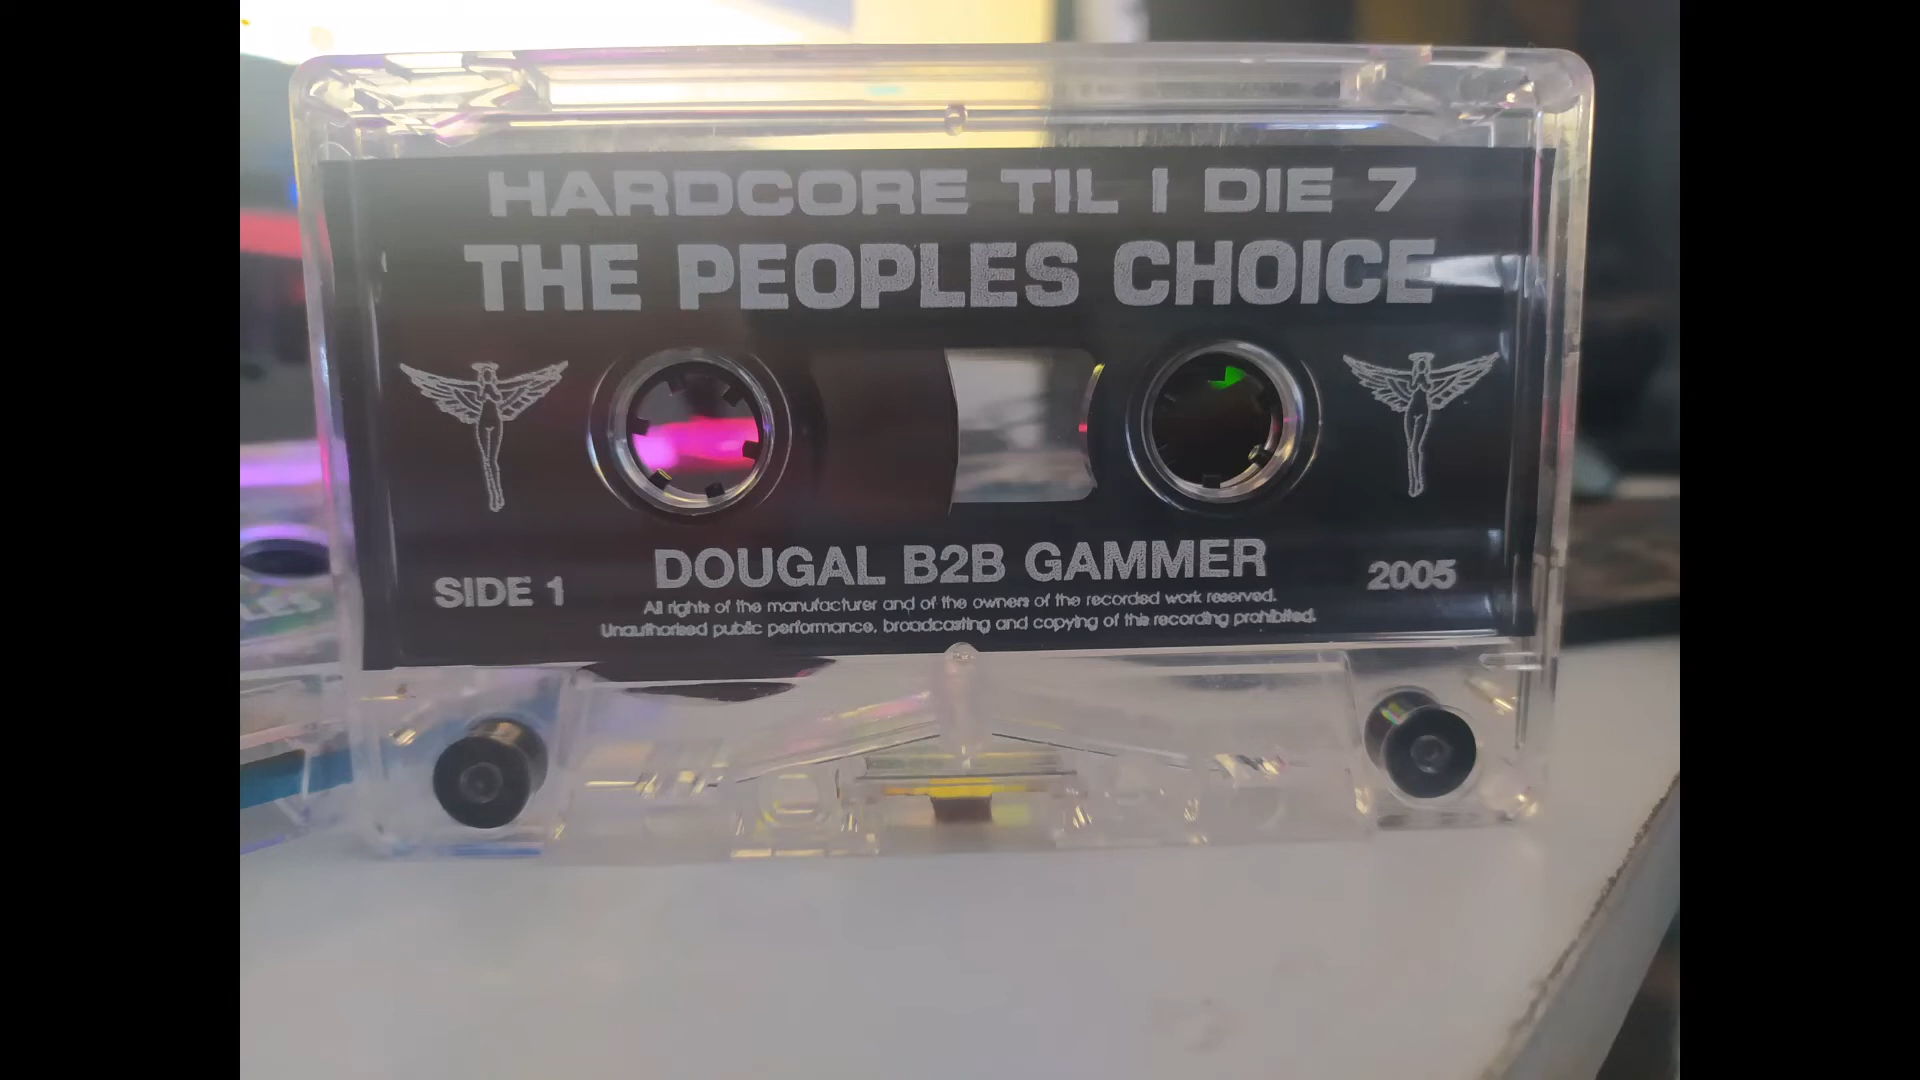 HARDCORE TIL I DIE 7
THE PEOPLES CHOICE
DOUGAL B2B GAMMER
SIDE 1
2005
All rights of the manufacturer and of the owners of the recorded work reserved.
Unauthorised public performance, broadcasting and copying of this recording prohibited.